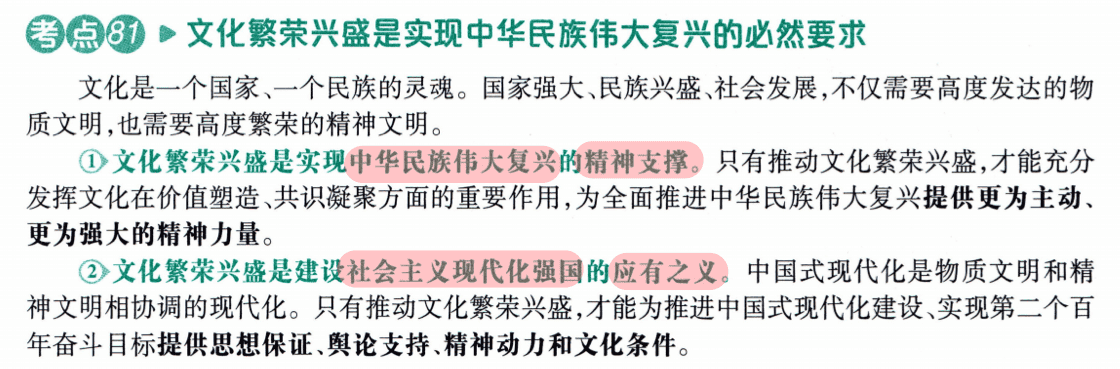 考点81 ▶ 文化繁荣兴盛是实现中华民族伟大复兴的必然要求
文化是一个国家、一个民族的灵魂。国家强大、民族兴盛、社会发展,不仅需要高度发达的物
质文明,也需要高度繁荣的精神文明。
①文化繁荣兴盛是实现中华民族伟大复兴的精神支撑。只有推动文化繁荣兴盛,才能充分
发挥文化在价值塑造、共识凝聚方面的重要作用,为全面推进中华民族伟大复兴提供更为主动、
更为强大的精神力量。
②文化繁荣兴盛是建设社会主义现代化强国的应有之义。中国式现代化是物质文明和精
神文明相协调的现代化。只有推动文化繁荣兴盛,才能为推进中国式现代化建设、实现第二个百
年奋斗目标提供思想保证、舆论支持、精神动力和文化条件。